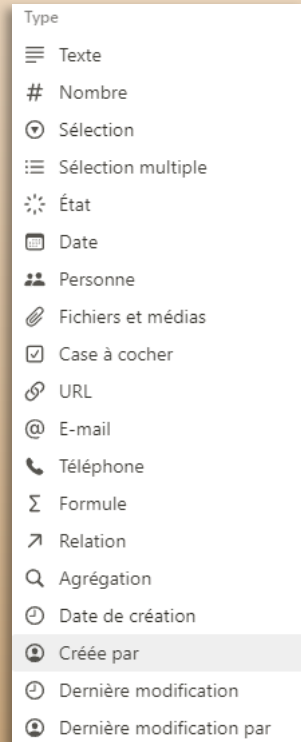 Type
Texte
Nombre
Sélection
Sélection multiple
État
Date
Personne
Fichiers et médias
Case à cocher
URL
E-mail
Téléphone
Formule
Relation
Agrégation
Date de création
Créée par
Dernière modification
Dernière modification par